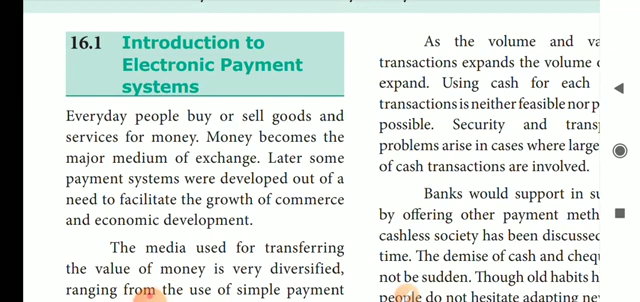 16.1 Introduction to
Electronic Payment
systems
Everyday people buy or sell goods and
services for money. Money becomes the
major medium of exchange. Later some
payment systems were developed out of a
need to facilitate the growth of commerce
and economic development.
The media used for transferring
the value of money is very diversified,
ranging from the use of simple payment
As the volume and
transactions expands the volume
expand. Using cash for each
transactions is neither feasible nor
possible. Security and
problems arise in cases where large
of cash transactions are involved.
Banks would support in
by offering other payment
cashless society has been discussed
time. The demise of cash and
not be sudden. Though old habits
people do not hesitate adapting